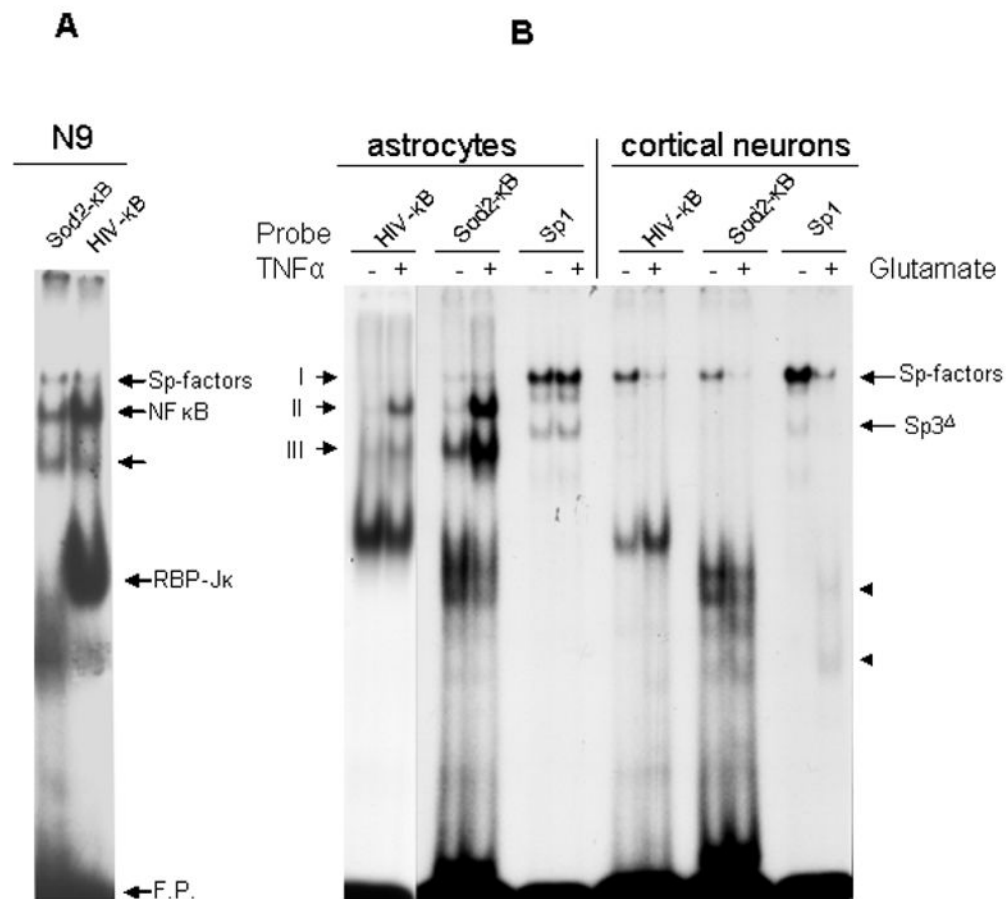 A
B
N9
astrocytes
cortical neurons
Sod2-κB
HIV-κB
Probe
HIV-κB
Sod2-κB
Sp1
HIV-κB
Sod2-κB
Sp1
TNFα
- + - + - + - + - + - +
Glutamate
Sp-factors
NFκB
RBP-Jκ
F.P.
I
II
III
Sp-factors
Sp3Δ